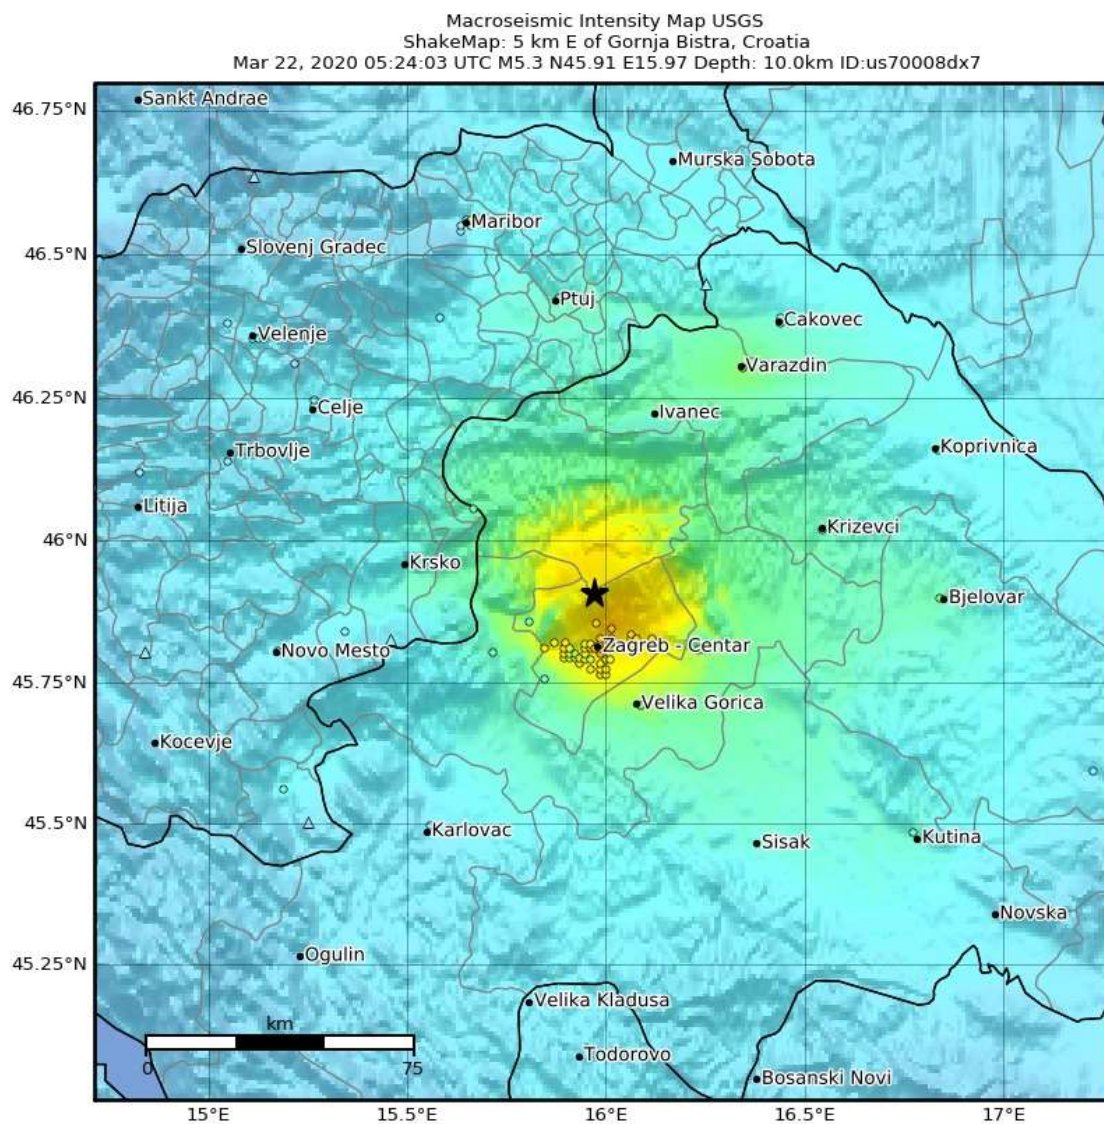 Macroseismic Intensity Map USGS
ShakeMap: 5 km E of Gornja Bistra, Croatia
Mar 22, 2020 05:24:03 UTC M5.3 N45.91 E15.97 Depth: 10.0km ID:us70008dx7
46.75°N
Sankt Andrae
Murska Sobota
Maribor
46.5°N
Slovenj Gradec
Ptuj
Cakovec
Velenje
Varazdin
46.25°N
Celje
Ivanec
Trbovlje
Koprivnica
Litija
Krizevci
46°N
Krsko
Bjelovar
Novo Mesto
Zagreb - Centar
45.75°N
Velika Gorica
Kocevje
45.5°N
Karlovac
Sisak
Kutina
Novska
45.25°N
Ogulin
Velika Kladusa
km
0
75
Todorovo
Bosanski Novi
15°E
15.5°E
16°E
16.5°E
17°E